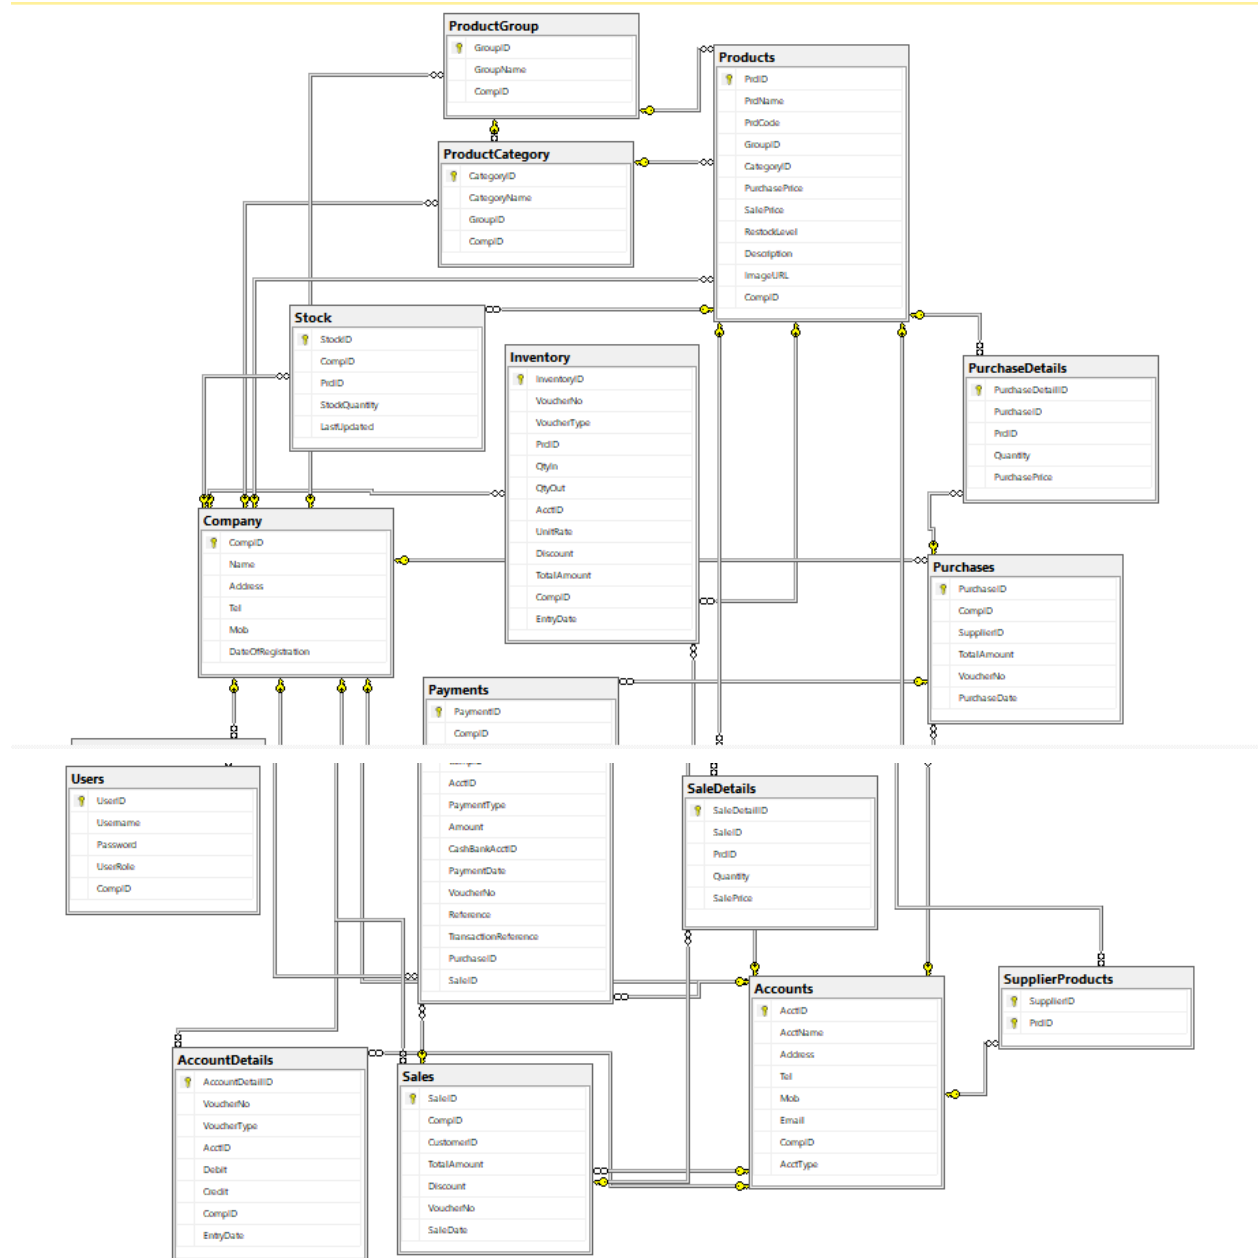 ProductGroup
GroupID
GroupName
CompID
Products
PrdID
PrdName
PrdCode
GroupID
CategoryID
PurchasePrice
SalePrice
RestockLevel
Description
ImageURL
CompID
ProductCategory
CategoryID
CategoryName
GroupID
CompID
Stock
StockID
CompID
PrdID
StockQuantity
LastUpdated
Inventory
InventoryID
VoucherNo
VoucherType
PrdID
QtyIn
QtyOut
AcctID
UnitRate
Discount
TotalAmount
CompID
EntryDate
PurchaseDetails
PurchaseDetailID
PurchaseID
PrdID
Quantity
PurchasePrice
Company
CompID
Name
Address
Tel
Mob
DateOfRegistration
Purchases
PurchaseID
CompID
SupplierID
TotalAmount
VoucherNo
PurchaseDate
Payments
PaymentID
CompID
AcctID
PaymentType
Amount
CashBankAcctID
PaymentDate
VoucherNo
Reference
TransactionReference
PurchaseID
SaleID
Users
UserID
Username
Password
UserRole
CompID
SaleDetails
SaleDetailID
SaleID
PrdID
Quantity
SalePrice
Accounts
AcctID
AcctName
Address
Tel
Mob
Email
CompID
AcctType
SupplierProducts
SupplierID
PrdID
AccountDetails
AccountDetailID
VoucherNo
VoucherType
AcctID
Debit
Credit
CompID
EntryDate
Sales
SaleID
CompID
CustomerID
TotalAmount
Discount
VoucherNo
SaleDate